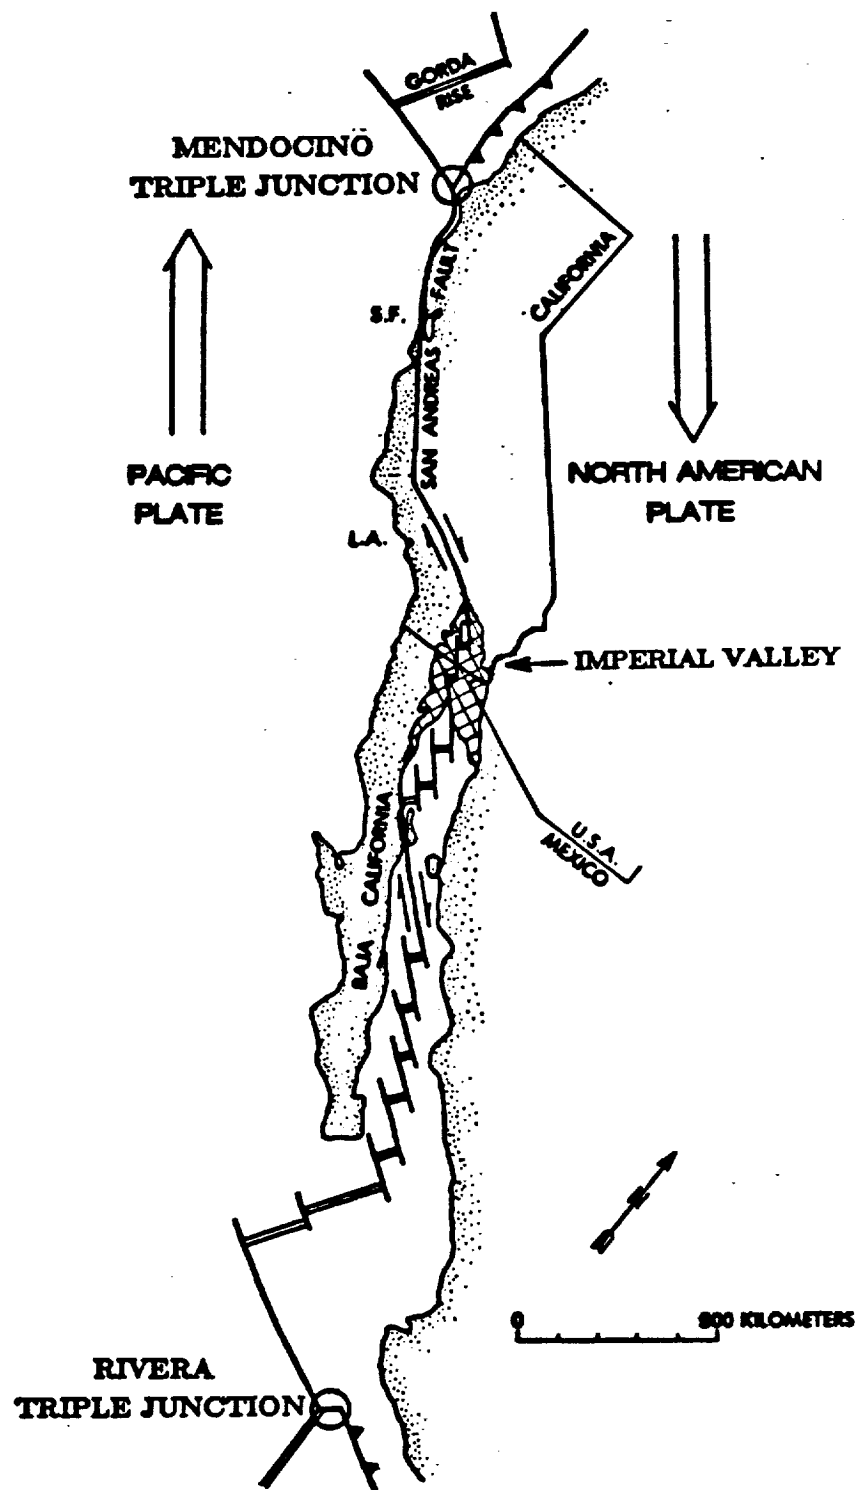 GORDA
RISE
MENDOCINO
TRIPLE JUNCTION
CALIFORNIA
SAN ANDREAS FAULT
S.F.
PACIFIC
PLATE
NORTH AMERICAN
PLATE
L.A.
IMPERIAL VALLEY
U.S.A.
MEXICO
BAJA CALIFORNIA
N
0
500 KILOMETERS
RIVERA
TRIPLE JUNCTION